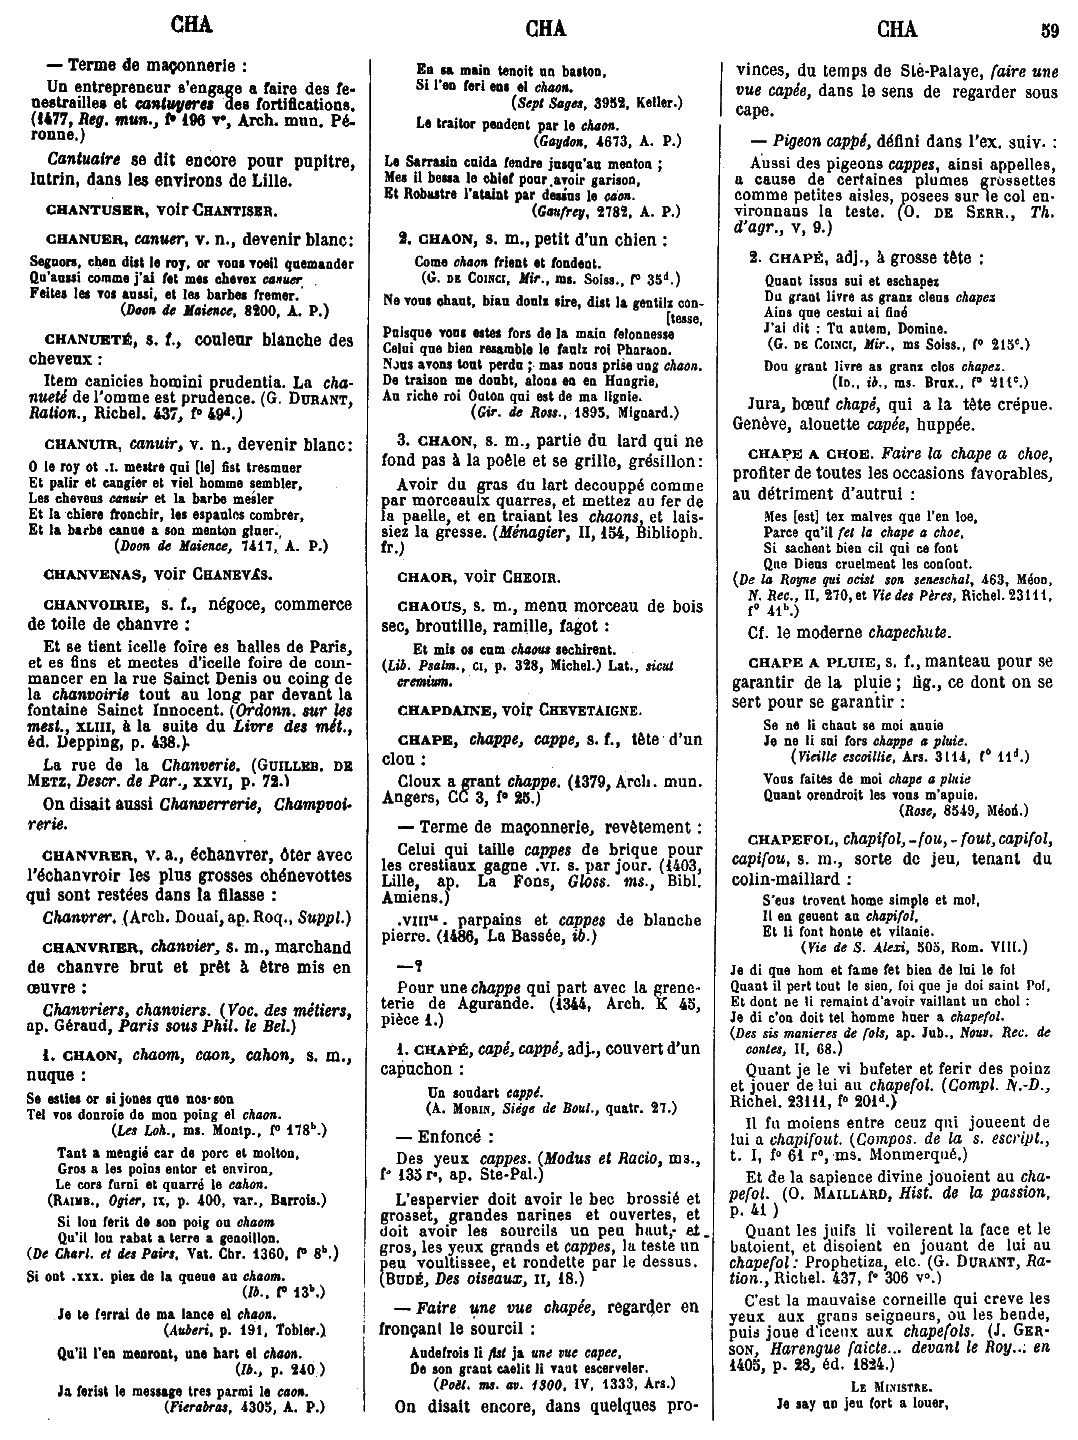 CHA
CHA
CHA
59
— Terme de maçonnerie :
Un entrepreneur s'engage a faire des fe-
nestrailles et cantuyeres des fortifications.
(1477, Reg. mun., f° 196 v°, Arch. mun. Pé-
ronne.)
Cantuaire se dit encore pour pupitre,
lutrin, dans les environs de Lille.
CHANTUSER, voir CHANTISER.
CHANUER, canuer, v. n., devenir blanc:
Segnors, chen dist le roy, or vous voeil quemander
Qu'aussi comme j'ai fet mes chevex canuer
Feites les vos aussi, et les barbes fremer.
(Doon de Maience, 8200, A. P.)
CHANUETÉ, s. f., couleur blanche des
cheveux :
Item canicies homini prudentia. La cha-
nueté de l'omme est prudence. (G. DURANT,
Ration., Richel. 437, f° 49d.)
CHANUIR, canuir, v. n., devenir blanc:
O le roy ot .I. mestre qui [le] fist tresmuer
Et palir et cangier et viel homme sembler,
Les cheveus canuir et la barbe mesler
Et la chiere fronchir, les espaules combrer,
Et la barbe canue a son menton gluer.
(Doon de Maience, 7417, A. P.)
CHANVENAS, voir CHANEVAS.
CHANVOIRIE, s. f., négoce, commerce
de toile de chanvre :
Et se tient icelle foire es halles de Paris,
et es fins et mectes d'icelle foire de com-
mancer en la rue Sainct Denis ou coing de
la chanvoirie tout au long par devant la
fontaine Sainct Innocent. (Ordonn. sur les
mest., XLIII, à la suite du Livre des mét.,
éd. Depping, p. 438.)
La rue de la Chanverie. (GUILLEB. DE
METZ, Descr. de Par., XXVI, p. 72.)
On disait aussi Chanverrerie, Champvoi-
rerie.
CHANVRER, v. a., échanvrer, ôter avec
l'échanvroir les plus grosses chénevottes
qui sont restées dans la filasse :
Chanvrer. (Arch. Douai, ap. Roq., Suppl.)
CHANVRIER, chanvier, s. m., marchand
de chanvre brut et prêt à être mis en
œuvre :
Chanvriers, chanviers. (Voc. des métiers,
ap. Géraud, Paris sous Phil. le Bel.)
1. CHAON, chaom, caon, cahon, s. m.,
nuque :
Se esties or si jones que nos son
Tel vos donroie de mon poing el chaon.
(Les Loh., ms. Montp., f° 178b.)
Tant a mengié car de porc et molton,
Gros a les poins entor et environ,
Le cors furni et quarré le cahon.
(RAIMB., Ogier, IX, p. 400, var., Barrois.)
Si lou ferit de son poig ou chaom
Qu'il lou rabat a terre a genoillon.
(De Charl. et des Pairs, Vat. Chr. 1360, f° 8b.)
Si ont .xxx. piez de la queue au chaom.
(Ib., f° 13b.)
Je te ferrai de ma lance el chaon.
(Auberi, p. 191, Tobler.)
Qu'il l'en menront, une hart el chaon.
(Ib., p. 240.)
Ja ferist le message tres parmi le caon.
(Fierabras, 4305, A. P.)
En sa main tenoit un baston,
Si l'en feri ens el chaon.
(Sept Sages, 3952, Keller.)
Le traitor pendent par le chaon.
(Gaydon, 4673, A. P.)
Le Sarrasin cuida fendre jusqu'au menton ;
Mes il bessa le chief pour avoir garison,
Et Robastre l'ataint par dessus le caon.
(Gaufrey, 2782, A. P.)
2. CHAON, s. m., petit d'un chien :
Come chaon frient et fondent.
(G. DE COINCI, Mir., ms. Soiss., f° 35d.)
Ne vous chaut, biau doulz sire, dist la gentilz con-
[tesse,
Puisque vous estes fors de la main felonnesse
Celui que bien resamble le faulz roi Pharaon.
Nous avons tout perdu ; mas nous prise ung chaon.
De traison me doubt, alons en en Hungrie,
Au riche roi Outon qui est de ma lignie.
(Gir. de Ross., 1895, Mignard.)
3. CHAON, s. m., partie du lard qui ne
fond pas à la poêle et se grille, grésillon:
Avoir du gras du lart decouppé comme
par morceaulx quarres, et mettez au fer de
la paelle, et en traiant les chaons, et lais-
siez la gresse. (Ménagier, II, 154, Biblioph.
fr.)
CHAOR, voir CHEOIR.
CHAOUS, s. m., menu morceau de bois
sec, broutille, ramille, fagot :
Et mis os cum chaous sechirent.
(Lib. Psalm., CI, p. 328, Michel.) Lat., sicut
cremium.
CHAPDAINE, voir CHEVETAIGNE.
CHAPE, chappe, cappe, s. f., tête d'un
clou :
Cloux a grant chappe. (1379, Arch. mun.
Angers, CC 3, f° 25.)
— Terme de maçonnerie, revêtement :
Celui qui taille cappes de brique pour
les crestiaux gagne .VI. s. par jour. (1403,
Lille, ap. La Fons, Gloss. ms., Bibl.
Amiens.)
.VIIIxx. parpains et cappes de blanche
pierre. (1486, La Bassée, ib.)
—?
Pour une chappe qui part avec la grene-
terie de Agurande. (1344, Arch. K 45,
pièce 1.)
1. CHAPÉ, capé, cappé, adj., couvert d'un
capuchon :
Un soudart cappé.
(A. MORIN, Siége de Boul., quatr. 27.)
— Enfoncé :
Des yeux cappes. (Modus et Racio, ms.,
f° 135 r°, ap. Ste-Pal.)
L'espervier doit avoir le bec brossié et
grosset, grandes narines et ouvertes, et
doit avoir les sourcils un peu haut, et
gros, les yeux grands et cappes, la teste un
peu voultissee, et rondette par le dessus.
(BUDÉ, Des oiseaux, II, 18.)
— Faire une vue chapée, regarder en
fronçant le sourcil :
Audefrois li fist ja une vue capee,
De son grant caelit li vaut escerveler.
(Poët. ms. av. 1300, IV, 1333, Ars.)
On disait encore, dans quelques pro-
vinces, du temps de Ste-Palaye, faire une
vue capée, dans le sens de regarder sous
cape.
— Pigeon cappé, défini dans l'ex. suiv. :
Aussi des pigeons cappes, ainsi appelles,
a cause de certaines plumes grossettes
comme petites aisles, posees sur le col en-
vironnans la teste. (O. DE SERR., Th.
d'agr., V, 9.)
2. CHAPÉ, adj., à grosse tête :
Quant issus sui et eschapez
Du grant livre as granz cleus chapez
Ains que cestui ai finé
J'ai dit : Tu autem, Domine.
(G. DE COINCI, Mir., ms Soiss., f° 215c.)
Dou grant livre as granz clos chapez.
(ID., ib., ms. Brux., f° 211c.)
Jura, bœuf chapé, qui a la tête crépue.
Genève, alouette capée, huppée.
CHAPE A CHOE. Faire la chape a choe,
profiter de toutes les occasions favorables,
au détriment d'autrui :
Mes [est] tex malves que l'en loe,
Parce qu'il fet la chape a choe,
Si sachent bien cil qui ce font
Que Dieus cruelment les confont.
(De la Royne qui ocist son seneschal, 463, Méon,
N. Rec., II, 270, et Vie des Pères, Richel. 23111,
f° 41b.)
Cf. le moderne chapechute.
CHAPE A PLUIE, s. f., manteau pour se
garantir de la pluie ; fig., ce dont on se
sert pour se garantir :
Se ne li chaut se moi anuie
Je ne li sui fors chappe a pluie.
(Vieille escoillie, Ars. 3114, f° 11d.)
Vous faites de moi chape a pluie
Quant orendroit les vous m'apuie.
(Rose, 8549, Méon.)
CHAPEFOL, chapifol, -fou, -fout, capifol,
capifou, s. m., sorte de jeu, tenant du
colin-maillard :
S'eus trovent home simple et mol,
Il en geuent au chapifol,
Et li font honte et vilanie.
(Vie de S. Alexi, 505, Rom. VIII.)
Je di que hom et fame fet bien de lui le fol
Quant il pert tout le sien, foi que je doi saint Pol,
Et dont ne li remaint d'avoir vaillant un chol :
Je di c'on doit tel homme huer a chapefol.
(Des sis manieres de fols, ap. Jub., Nouv. Rec. de
contes, II, 68.)
Quant je le vi bufeter et ferir des poinz
et jouer de lui au chapefol. (Compl. N.-D.,
Richel. 23111, f° 201d.)
Il fu moiens entre ceuz qui joueent de
lui a chapifout. (Compos. de la s. escript.,
t. I, f° 61 r°, ms. Monmerqué.)
Et de la sapience divine jouoient au cha-
pefol. (O. MAILLARD, Hist. de la passion,
p. 41)
Quant les juifs li voilerent la face et le
batoient, et disoient en jouant de lui au
chapefol : Prophetiza, etc. (G. DURANT, Ra-
tion., Richel. 437, f° 306 v°.)
C'est la mauvaise corneille qui creve les
yeux aux grans seigneurs, ou les bende,
puis joue d'iceux aux chapefols. (J. GER-
SON, Harengue faicte... devant le Roy... en
1405, p. 28, éd. 1824.)
LE MINISTRE.
Je say un jeu fort a louer,